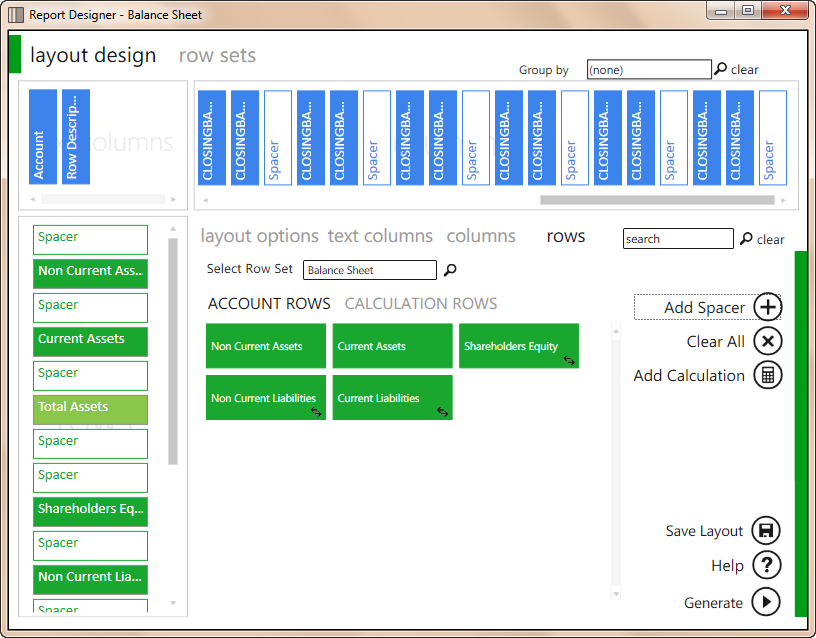 Report Designer - Balance Sheet
layout design row sets
Group by (none) clear
Account
Row Descrip...
columns
CLOSINGBA...
CLOSINGBA...
Spacer
CLOSINGBA...
CLOSINGBA...
Spacer
CLOSINGBA...
CLOSINGBA...
Spacer
CLOSINGBA...
CLOSINGBA...
Spacer
CLOSINGBA...
CLOSINGBA...
Spacer
CLOSINGBA...
CLOSINGBA...
Spacer
Spacer
Non Current Ass...
Spacer
Current Assets
Spacer
Total Assets
Spacer
Spacer
Shareholders Eq...
Spacer
Non Current Lia...
Spacer
layout options text columns columns rows
search clear
Select Row Set Balance Sheet
ACCOUNT ROWS CALCULATION ROWS
Non Current Assets Current Assets Shareholders Equity
Non Current Liabilities Current Liabilities
Add Spacer
Clear All
Add Calculation
Save Layout
Help ?
Generate